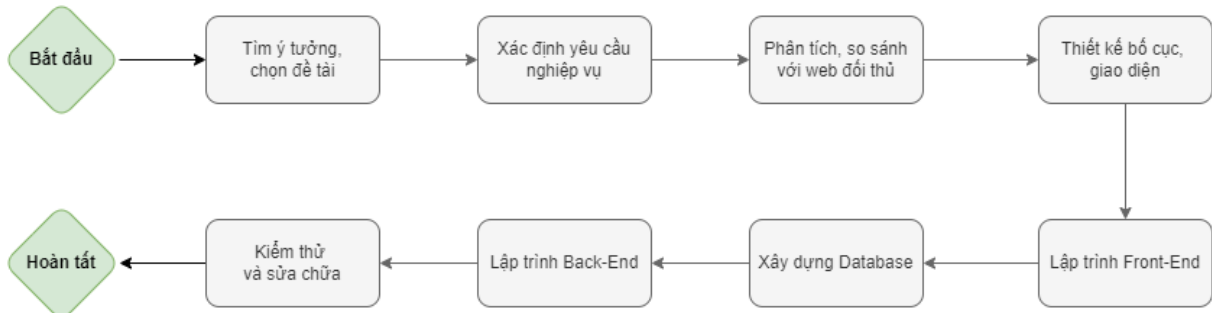 Bắt đầu
Tìm ý tưởng,
chọn đề tài
Xác định yêu cầu
nghiệp vụ
Phân tích, so sánh
với web đối thủ
Thiết kế bố cục,
giao diện
Hoàn tất
Kiểm thử
và sửa chữa
Lập trình Back-End
Xây dựng Database
Lập trình Front-End